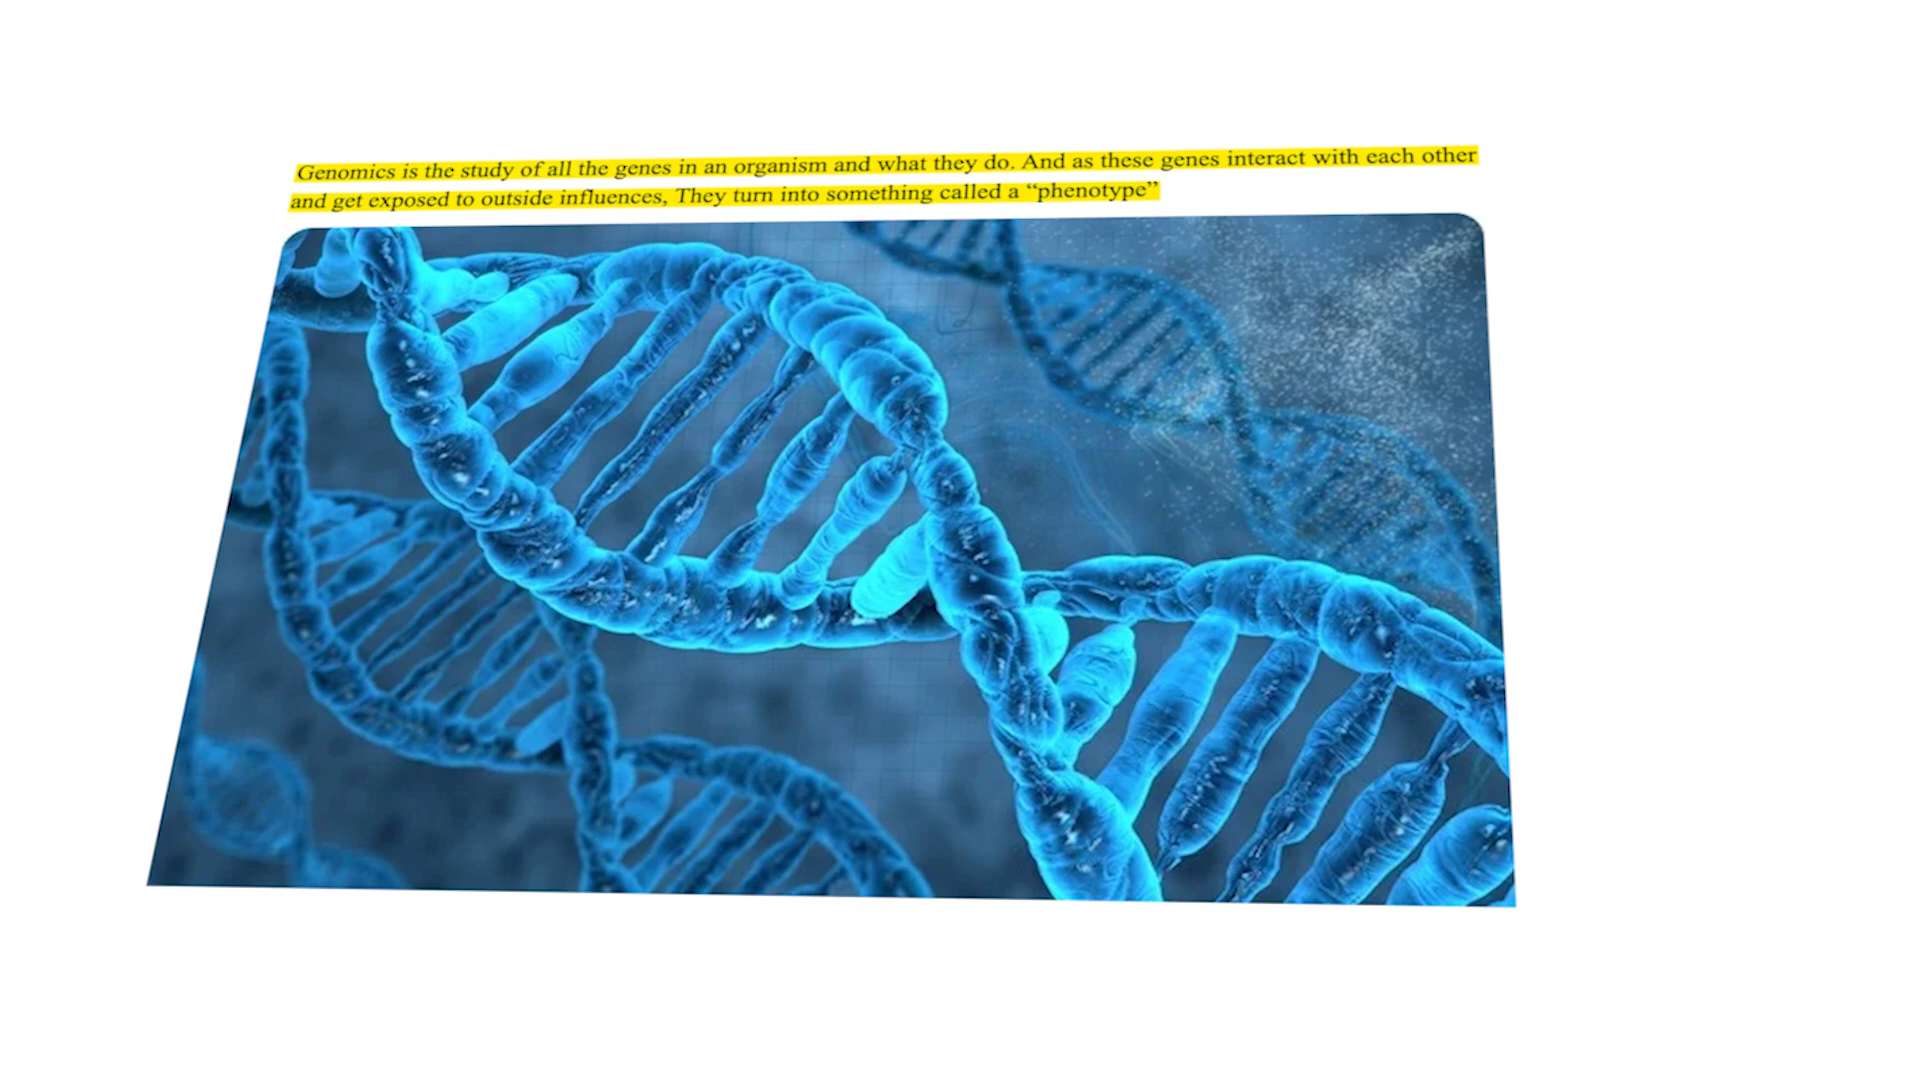 Genomics is the study of all the genes in an organism and what they do. And as these genes interact with each other
and get exposed to outside influences, They turn into something called a “phenotype”